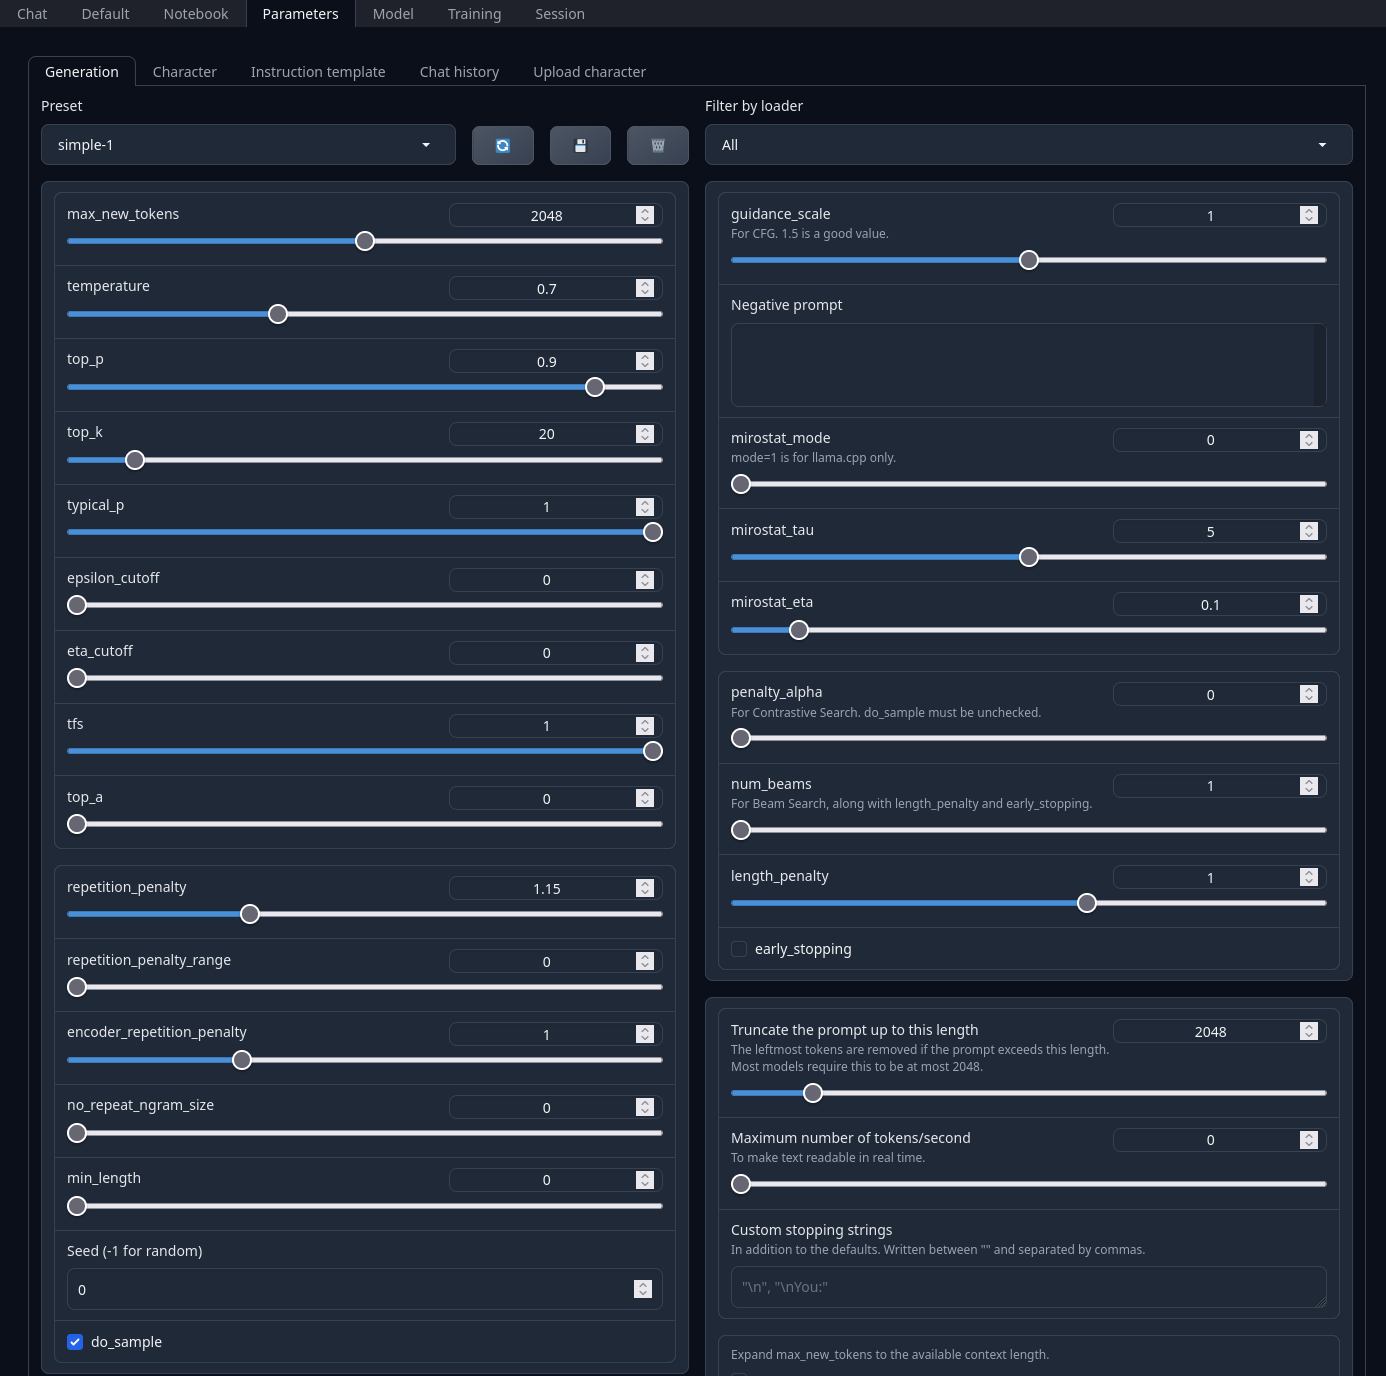 Chat Default Notebook Parameters Model Training Session
Generation Character Instruction template Chat history Upload character
Preset
simple-1
Filter by loader
All
max_new_tokens 2048
temperature 0.7
top_p 0.9
top_k 20
typical_p 1
epsilon_cutoff 0
eta_cutoff 0
tfs 1
top_a 0
repetition_penalty 1.15
repetition_penalty_range 0
encoder_repetition_penalty 1
no_repeat_ngram_size 0
min_length 0
Seed (-1 for random)
0
do_sample
guidance_scale 1
For CFG. 1.5 is a good value.
Negative prompt
mirostat_mode 0
mode=1 is for llama.cpp only.
mirostat_tau 5
mirostat_eta 0.1
penalty_alpha 0
For Contrastive Search. do_sample must be unchecked.
num_beams 1
For Beam Search, along with length_penalty and early_stopping.
length_penalty 1
early_stopping
Truncate the prompt up to this length 2048
The leftmost tokens are removed if the prompt exceeds this length.
Most models require this to be at most 2048.
Maximum number of tokens/second 0
To make text readable in real time.
Custom stopping strings
In addition to the defaults. Written between "" and separated by commas.
"\n", "\nYou:"
Expand max_new_tokens to the available context length.